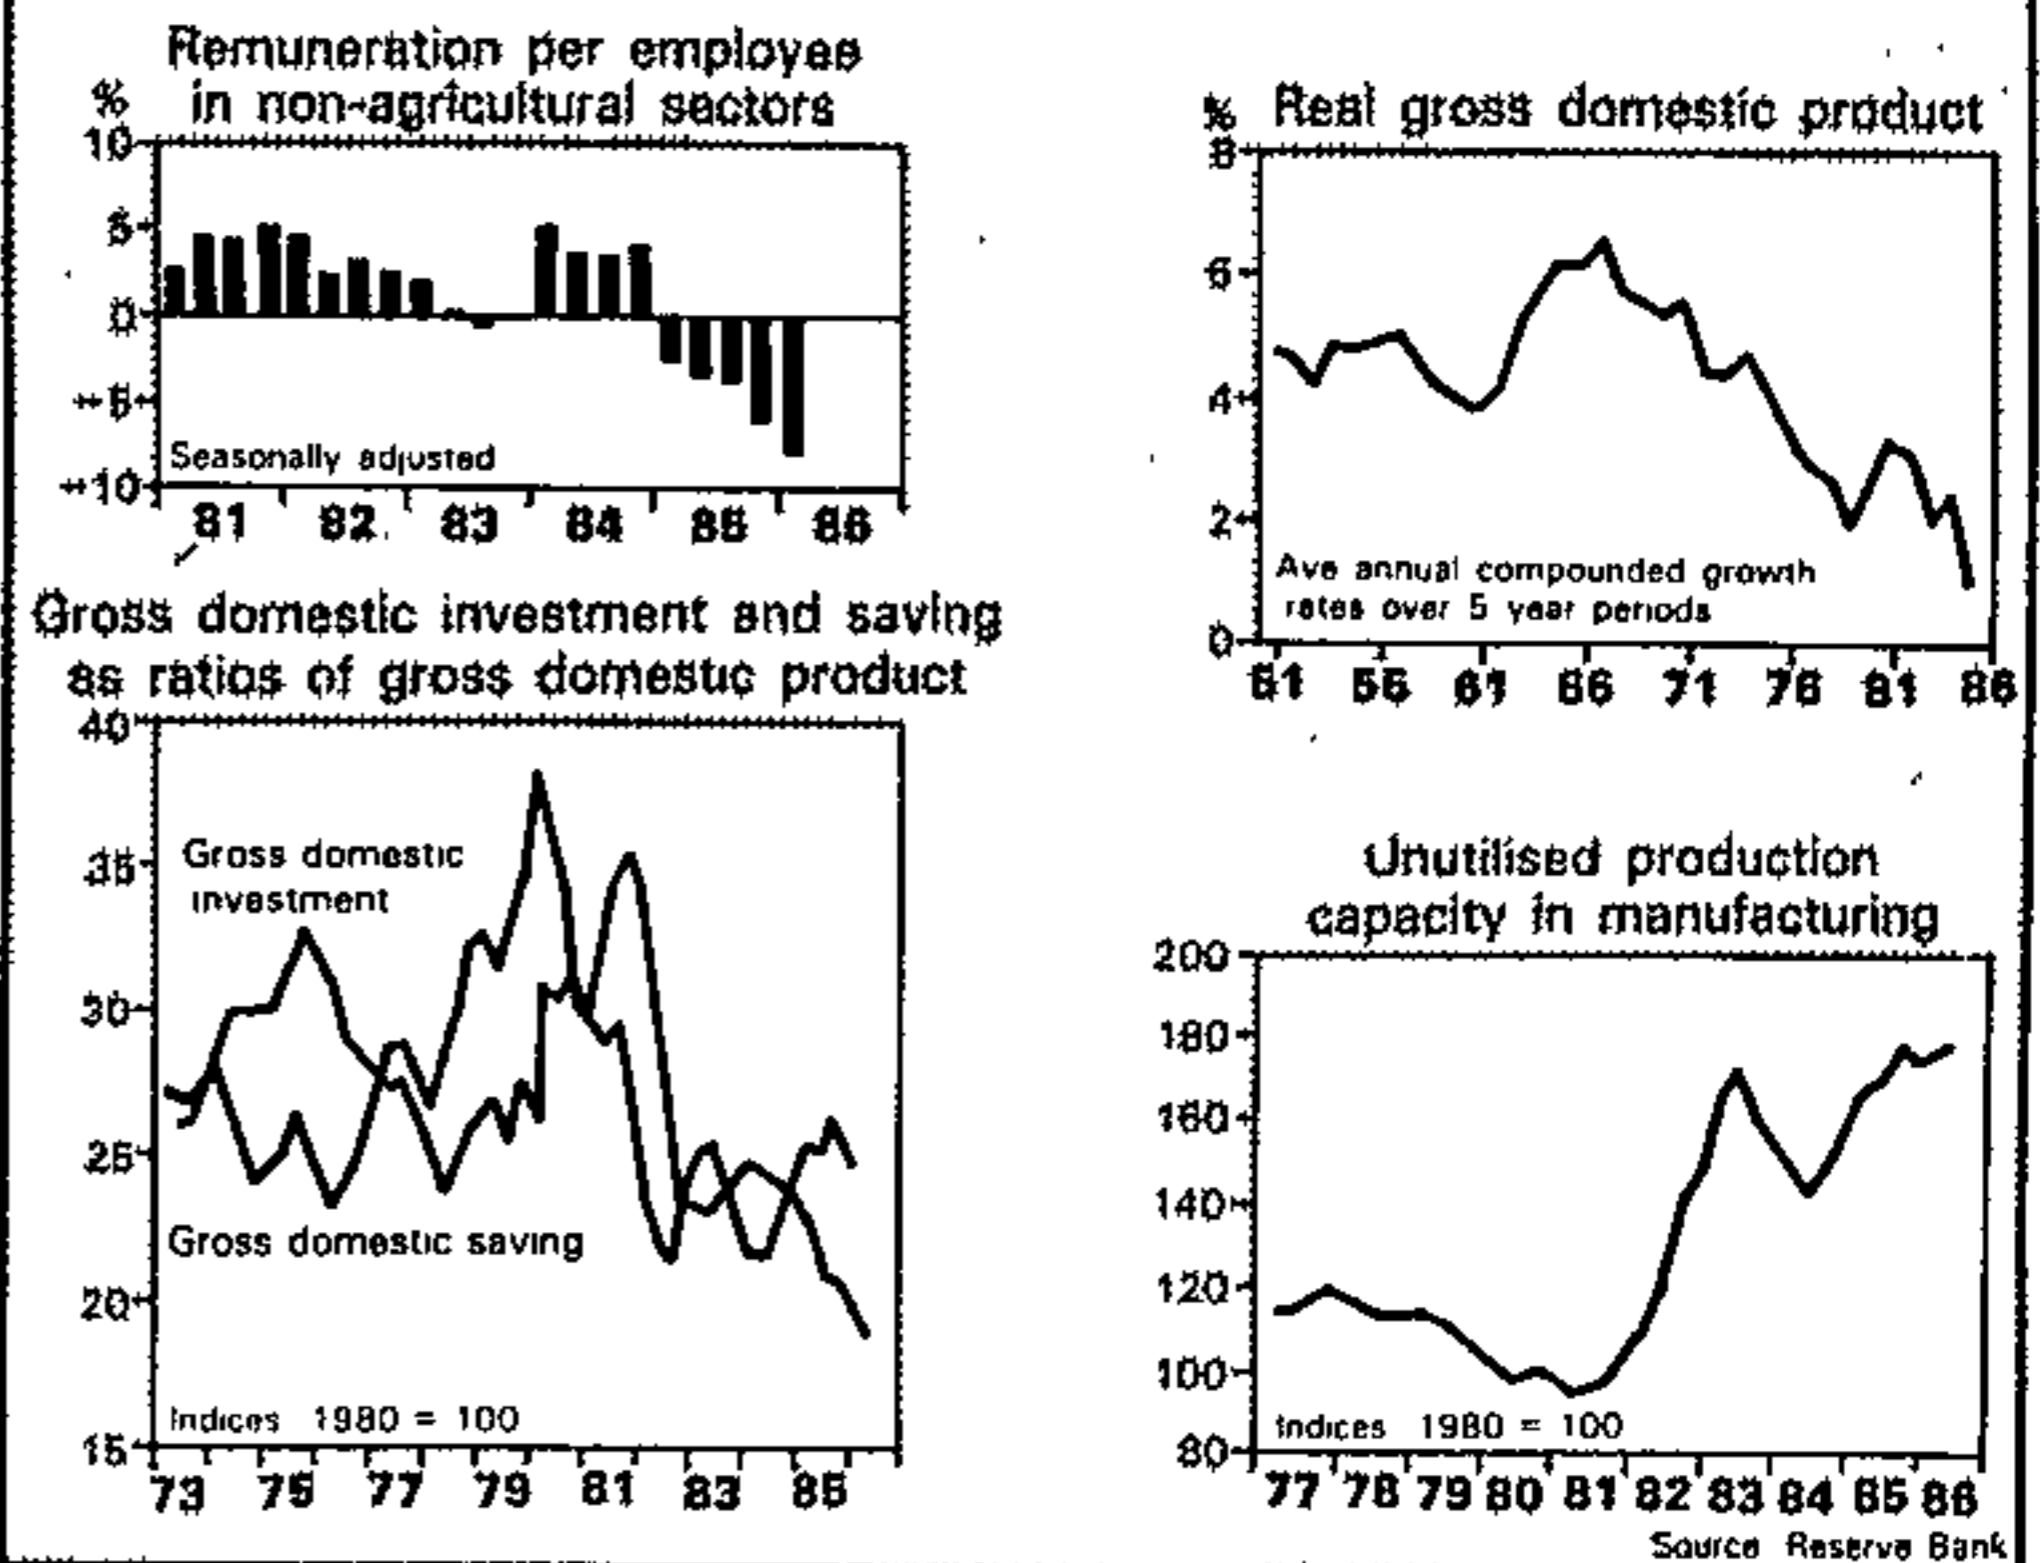 Remuneration per employee
% in non-agricultural sectors
10
5
0
-5
-10
Seasonally adjusted
81 82 83 84 85 86
Gross domestic investment and saving
as ratios of gross domestic product
40
35
30
25
20
15
Gross domestic
investment
Gross domestic saving
Indices 1980 = 100
73 75 77 79 81 83 85
% Real gross domestic product
8
6
4
2
0
Ave annual compounded growth
rates over 5 year periods
51 56 61 66 71 76 81 86
Unutilised production
capacity in manufacturing
200
180
160
140
120
100
80
Indices 1980 = 100
77 78 79 80 81 82 83 84 85 86
Source Reserve Bank